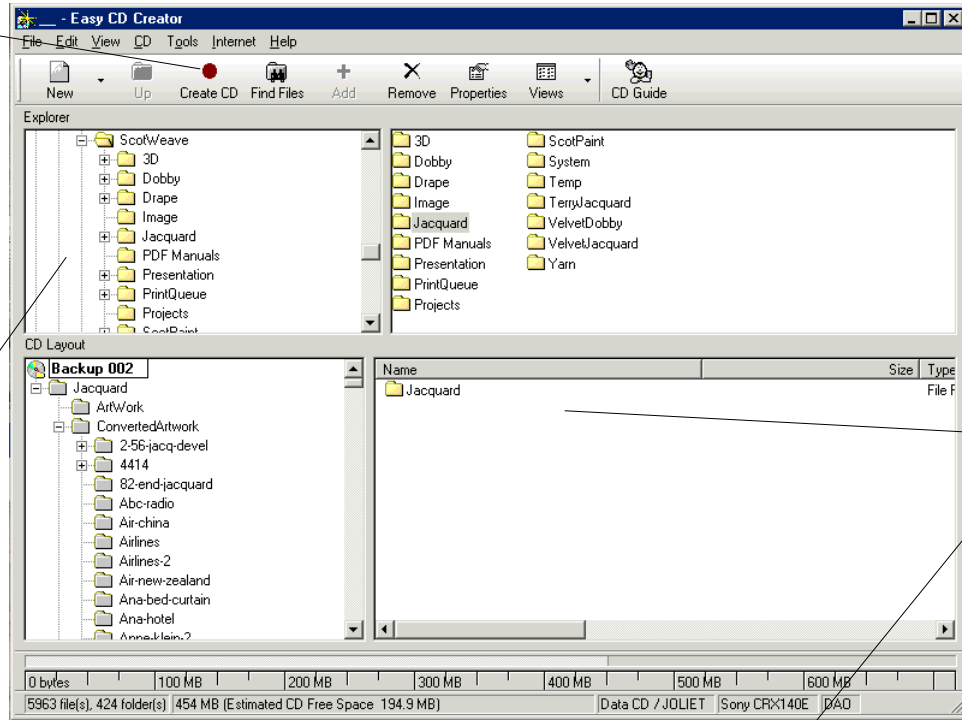 __ - Easy CD Creator
File Edit View CD Tools Internet Help
New Up Create CD Find Files Add Remove Properties Views CD Guide
Explorer
ScotWeave
3D
Dobby
Drape
Image
Jacquard
PDF Manuals
Presentation
PrintQueue
Projects
ScotPaint
3D
Dobby
Drape
Image
Jacquard
PDF Manuals
Presentation
PrintQueue
Projects
ScotPaint
System
Temp
TerryJacquard
VelvetDobby
VelvetJacquard
Yarn
CD Layout
Backup 002
Jacquard
ArtWork
ConvertedArtwork
2-56-jacq-devel
4414
82-end-jacquard
Abc-radio
Air-china
Airlines
Airlines-2
Air-new-zealand
Ana-bed-curtain
Ana-hotel
Anne-klein-2
Name Size Type
Jacquard File F
0 bytes 100 MB 200 MB 300 MB 400 MB 500 MB 600 MB
5963 file(s), 424 folder(s) 454 MB (Estimated CD Free Space 194.9 MB) Data CD / JOLIET Sony CRX140E DAO